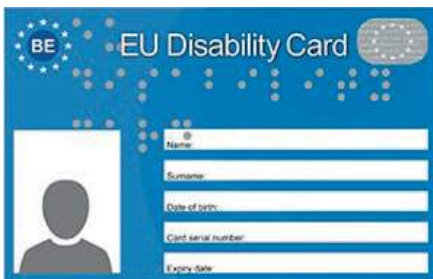 BE
EU Disability Card
Name:
Surname:
Date of birth:
Card serial number:
Expiry date: